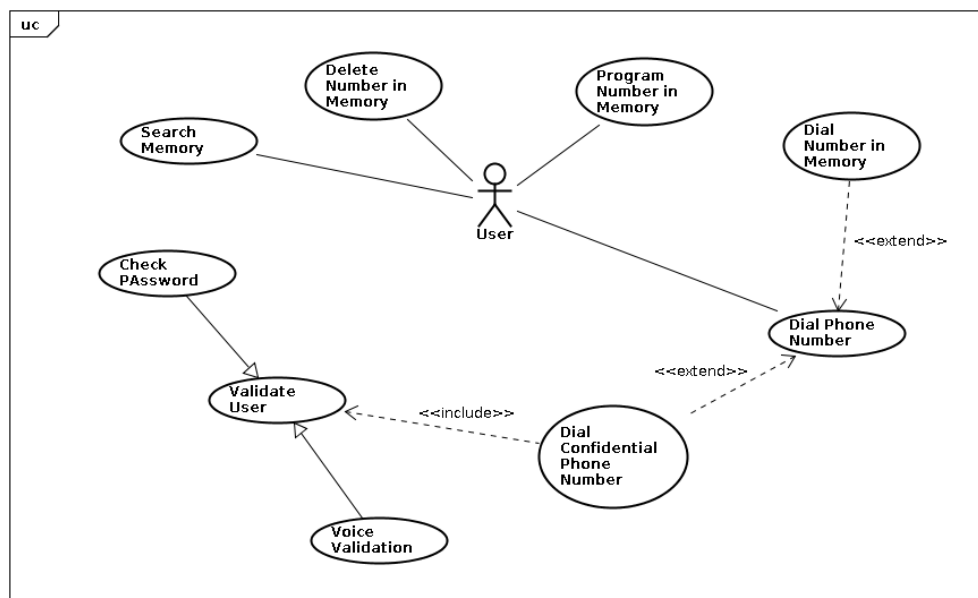 uc
Delete
Number in
Memory
Program
Number in
Memory
Search
Memory
Dial
Number in
Memory
User
<<extend>>
Check
PAssword
Dial Phone
Number
Validate
User
<<extend>>
<<include>>
Dial
Confidential
Phone
Number
Voice
Validation